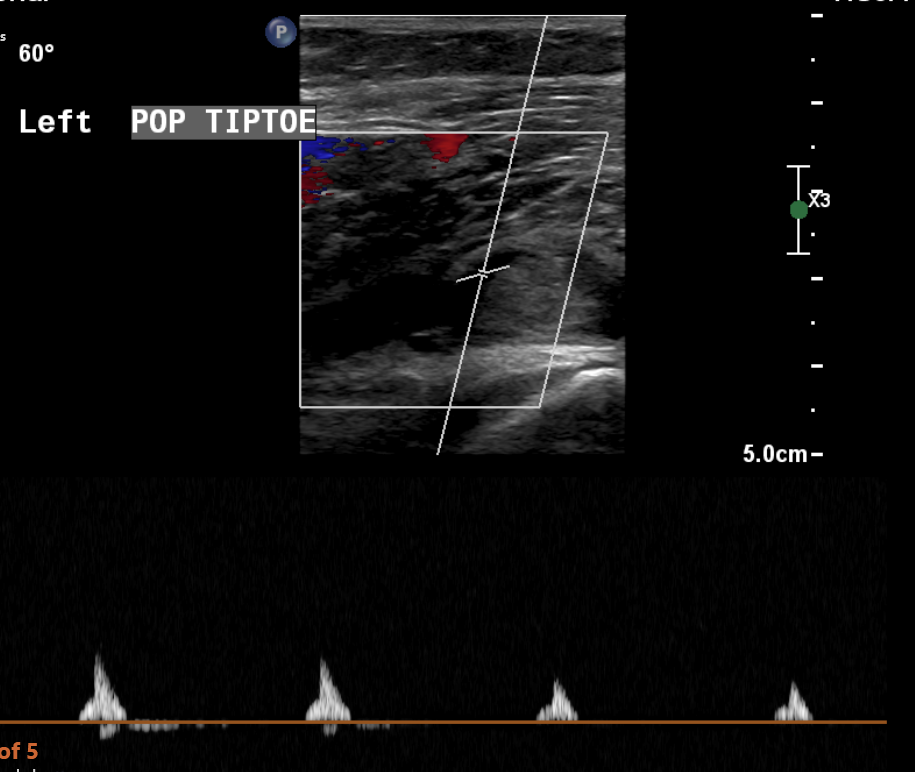 s
60°
P
Left POP TIPTOE
X3
5.0cm
of 5